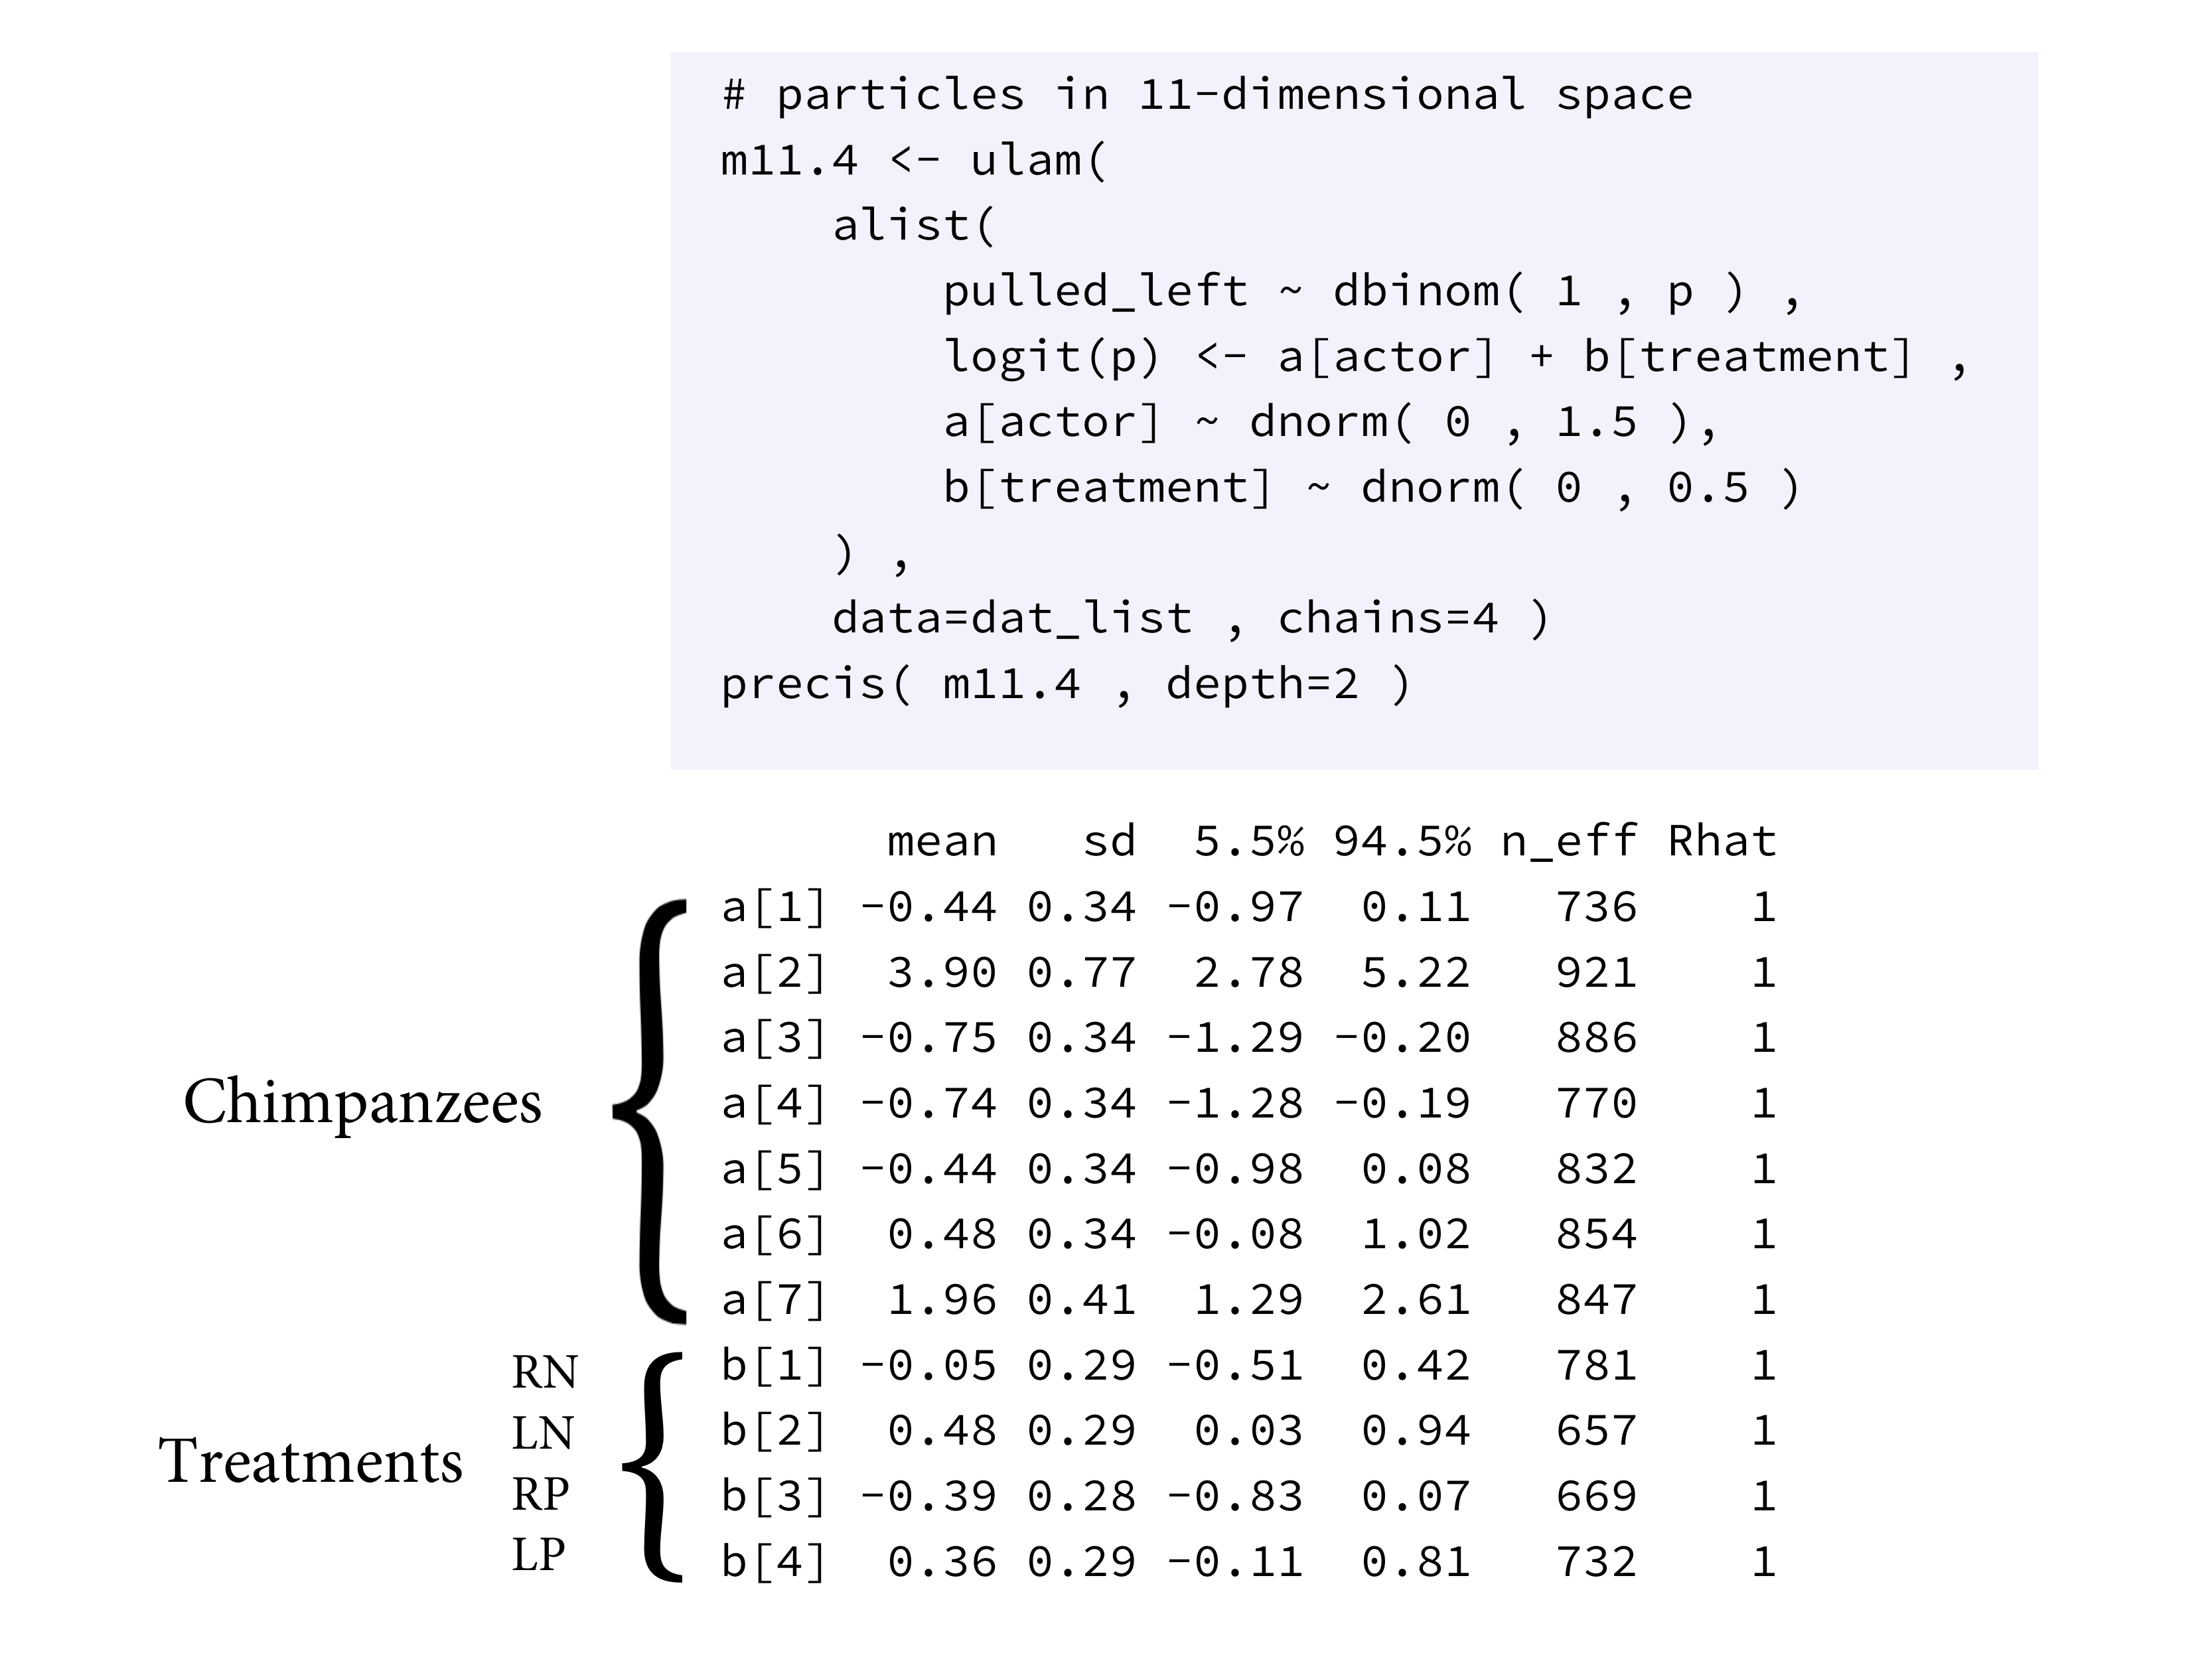 # particles in 11-dimensional space
m11.4 <- ulam(
    alist(
        pulled_left ~ dbinom( 1 , p ) ,
        logit(p) <- a[actor] + b[treatment] ,
        a[actor] ~ dnorm( 0 , 1.5 ),
        b[treatment] ~ dnorm( 0 , 0.5 )
    ) ,
    data=dat_list , chains=4 )
precis( m11.4 , depth=2 )
mean sd 5.5% 94.5% n_eff Rhat
a[1] −0.44 0.34 −0.97 0.11 736 1
a[2] 3.90 0.77 2.78 5.22 921 1
a[3] −0.75 0.34 −1.29 −0.20 886 1
Chimpanzees
a[4] −0.74 0.34 −1.28 −0.19 770 1
a[5] −0.44 0.34 −0.98 0.08 832 1
a[6] 0.48 0.34 −0.08 1.02 854 1
a[7] 1.96 0.41 1.29 2.61 847 1
RN b[1] −0.05 0.29 −0.51 0.42 781 1
LN b[2] 0.48 0.29 0.03 0.94 657 1
Treatments
RP b[3] −0.39 0.28 −0.83 0.07 669 1
LP b[4] 0.36 0.29 −0.11 0.81 732 1